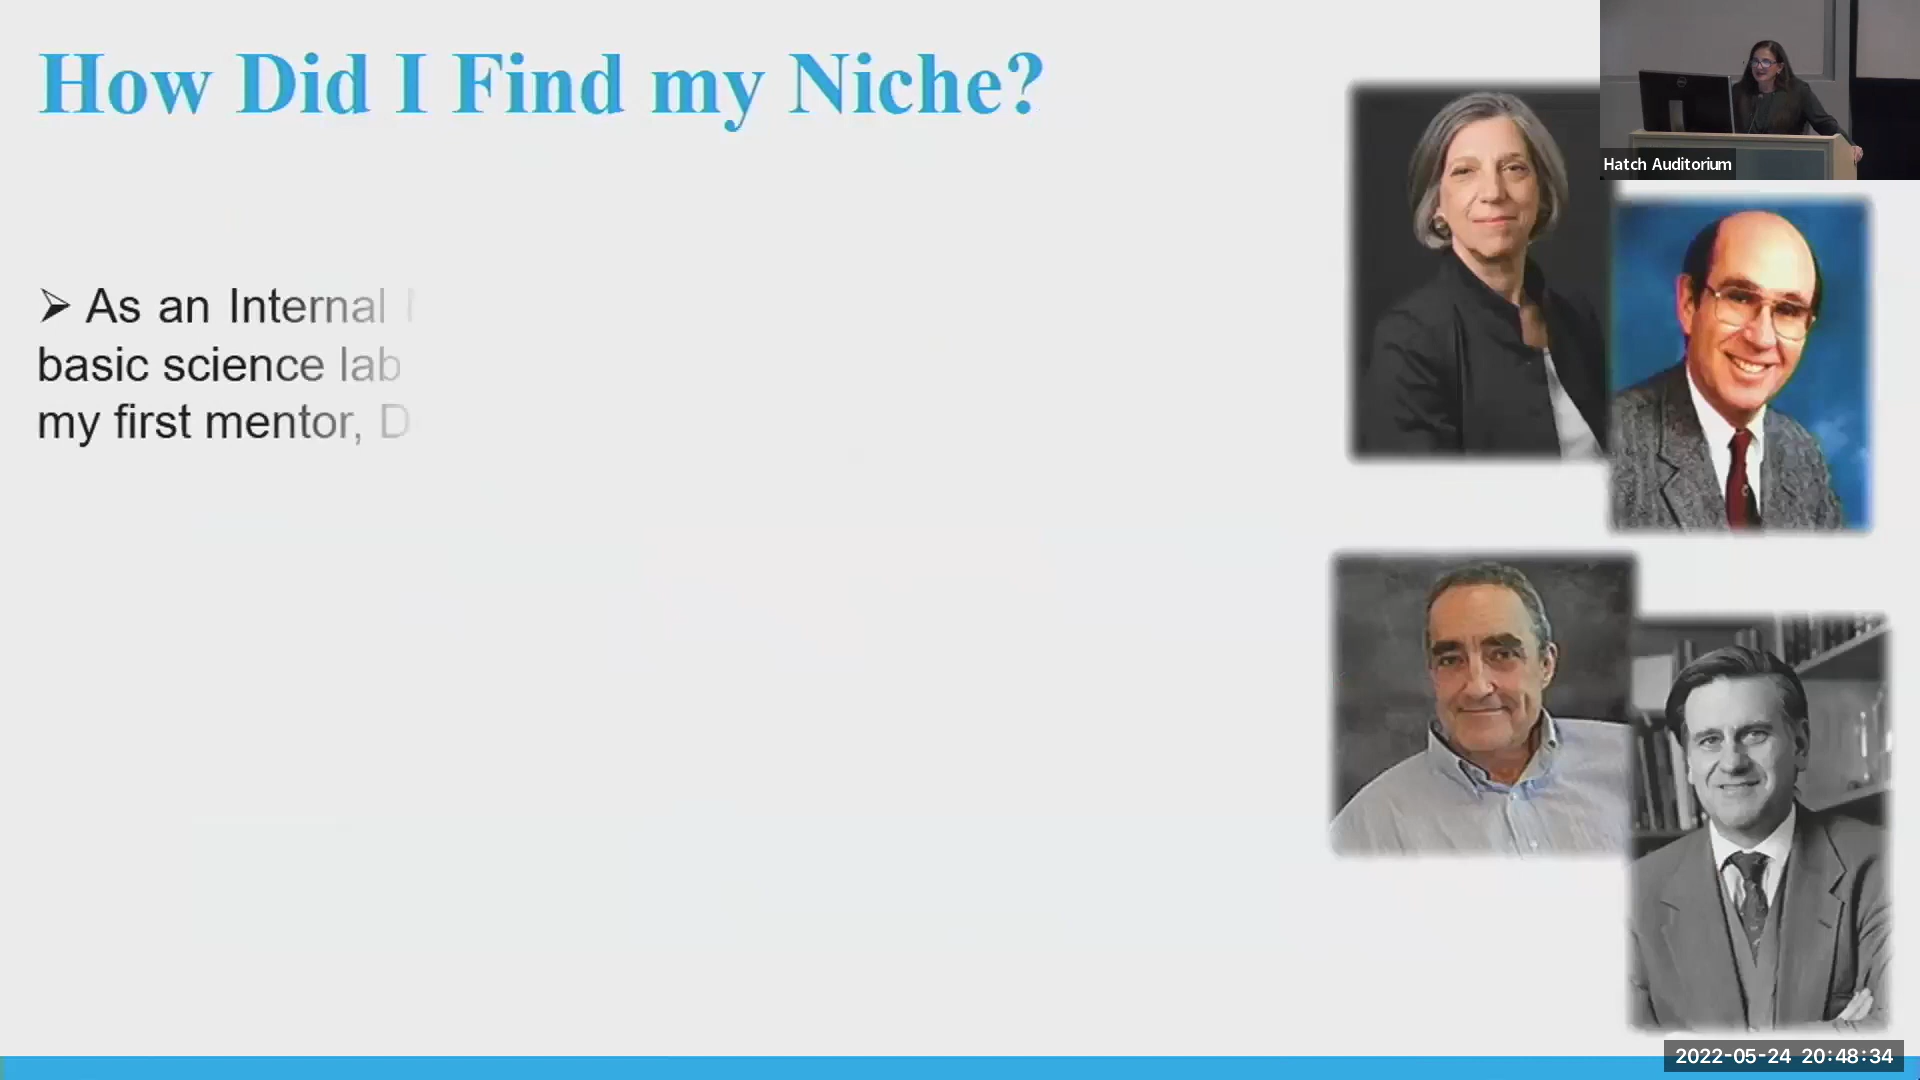 How Did I Find my Niche?
Hatch Auditorium
➢ As an Internal
basic science lab
my first mentor, D
2022-05-24 20:48:34